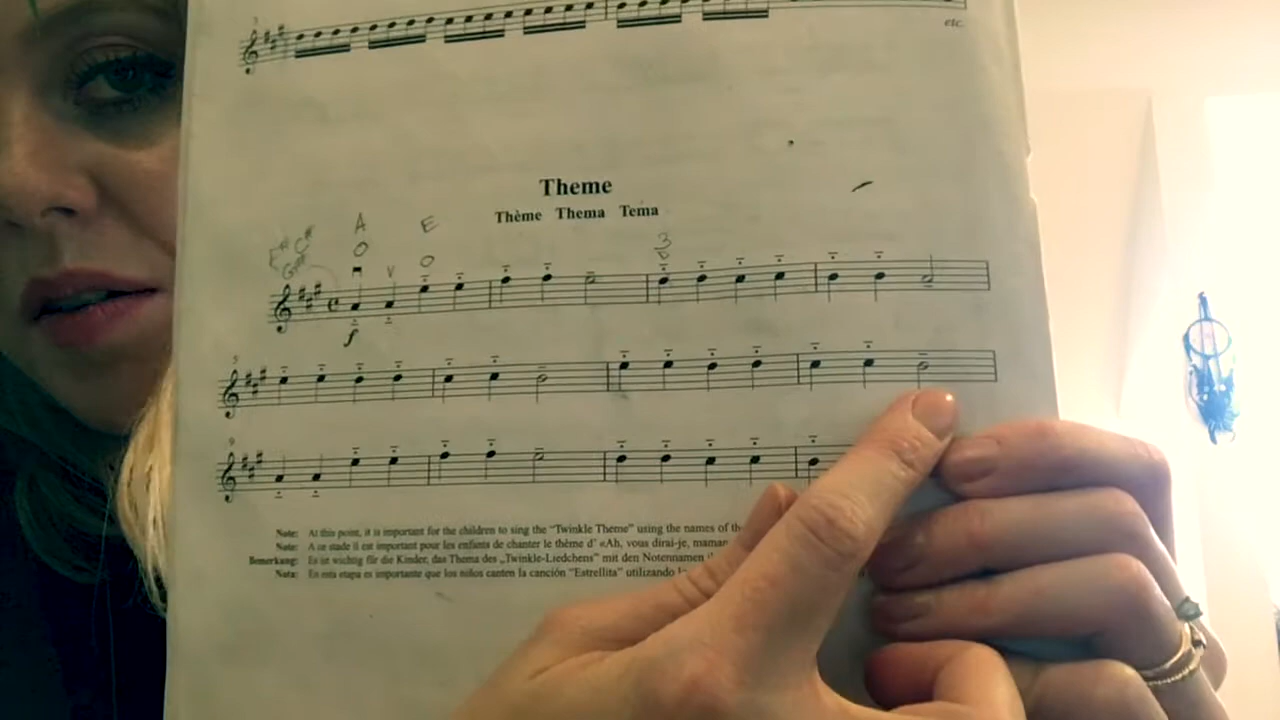 3
etc.
Theme
Thème Thema Tema
A E
F# C# O O 3
G#
V
f
5
9
Note: At this point, it is important for the children to sing the "Twinkle Theme" using the names of
Note: A ce stade il est important pour les enfants de chanter le thème d' «Ah, vous dirai-je, maman
Bemerkung: Es ist wichtig für die Kinder, das Thema des „Twinkle-Liedchens" mit den Notennamen
Nota: En esta etapa es importante que los niños canten la canción "Estrellita" utilizando